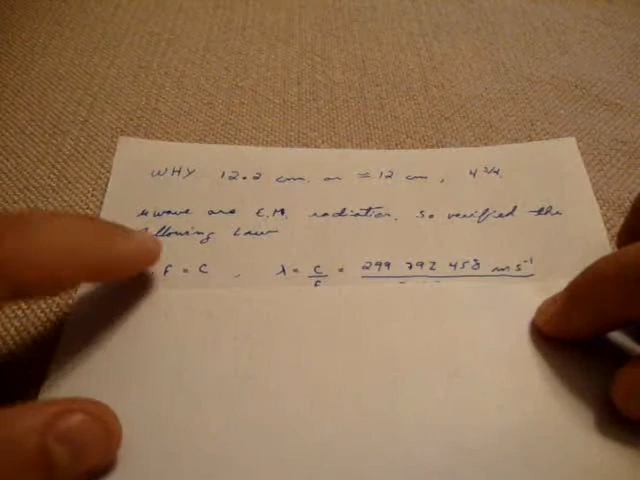 WHY 12.2 cm. or ≈ 12 cm, 4 3/4.
μwave are E.M. radiation, so verified the
following Law
F = C , λ = C/F = 299 792 458 m s⁻¹